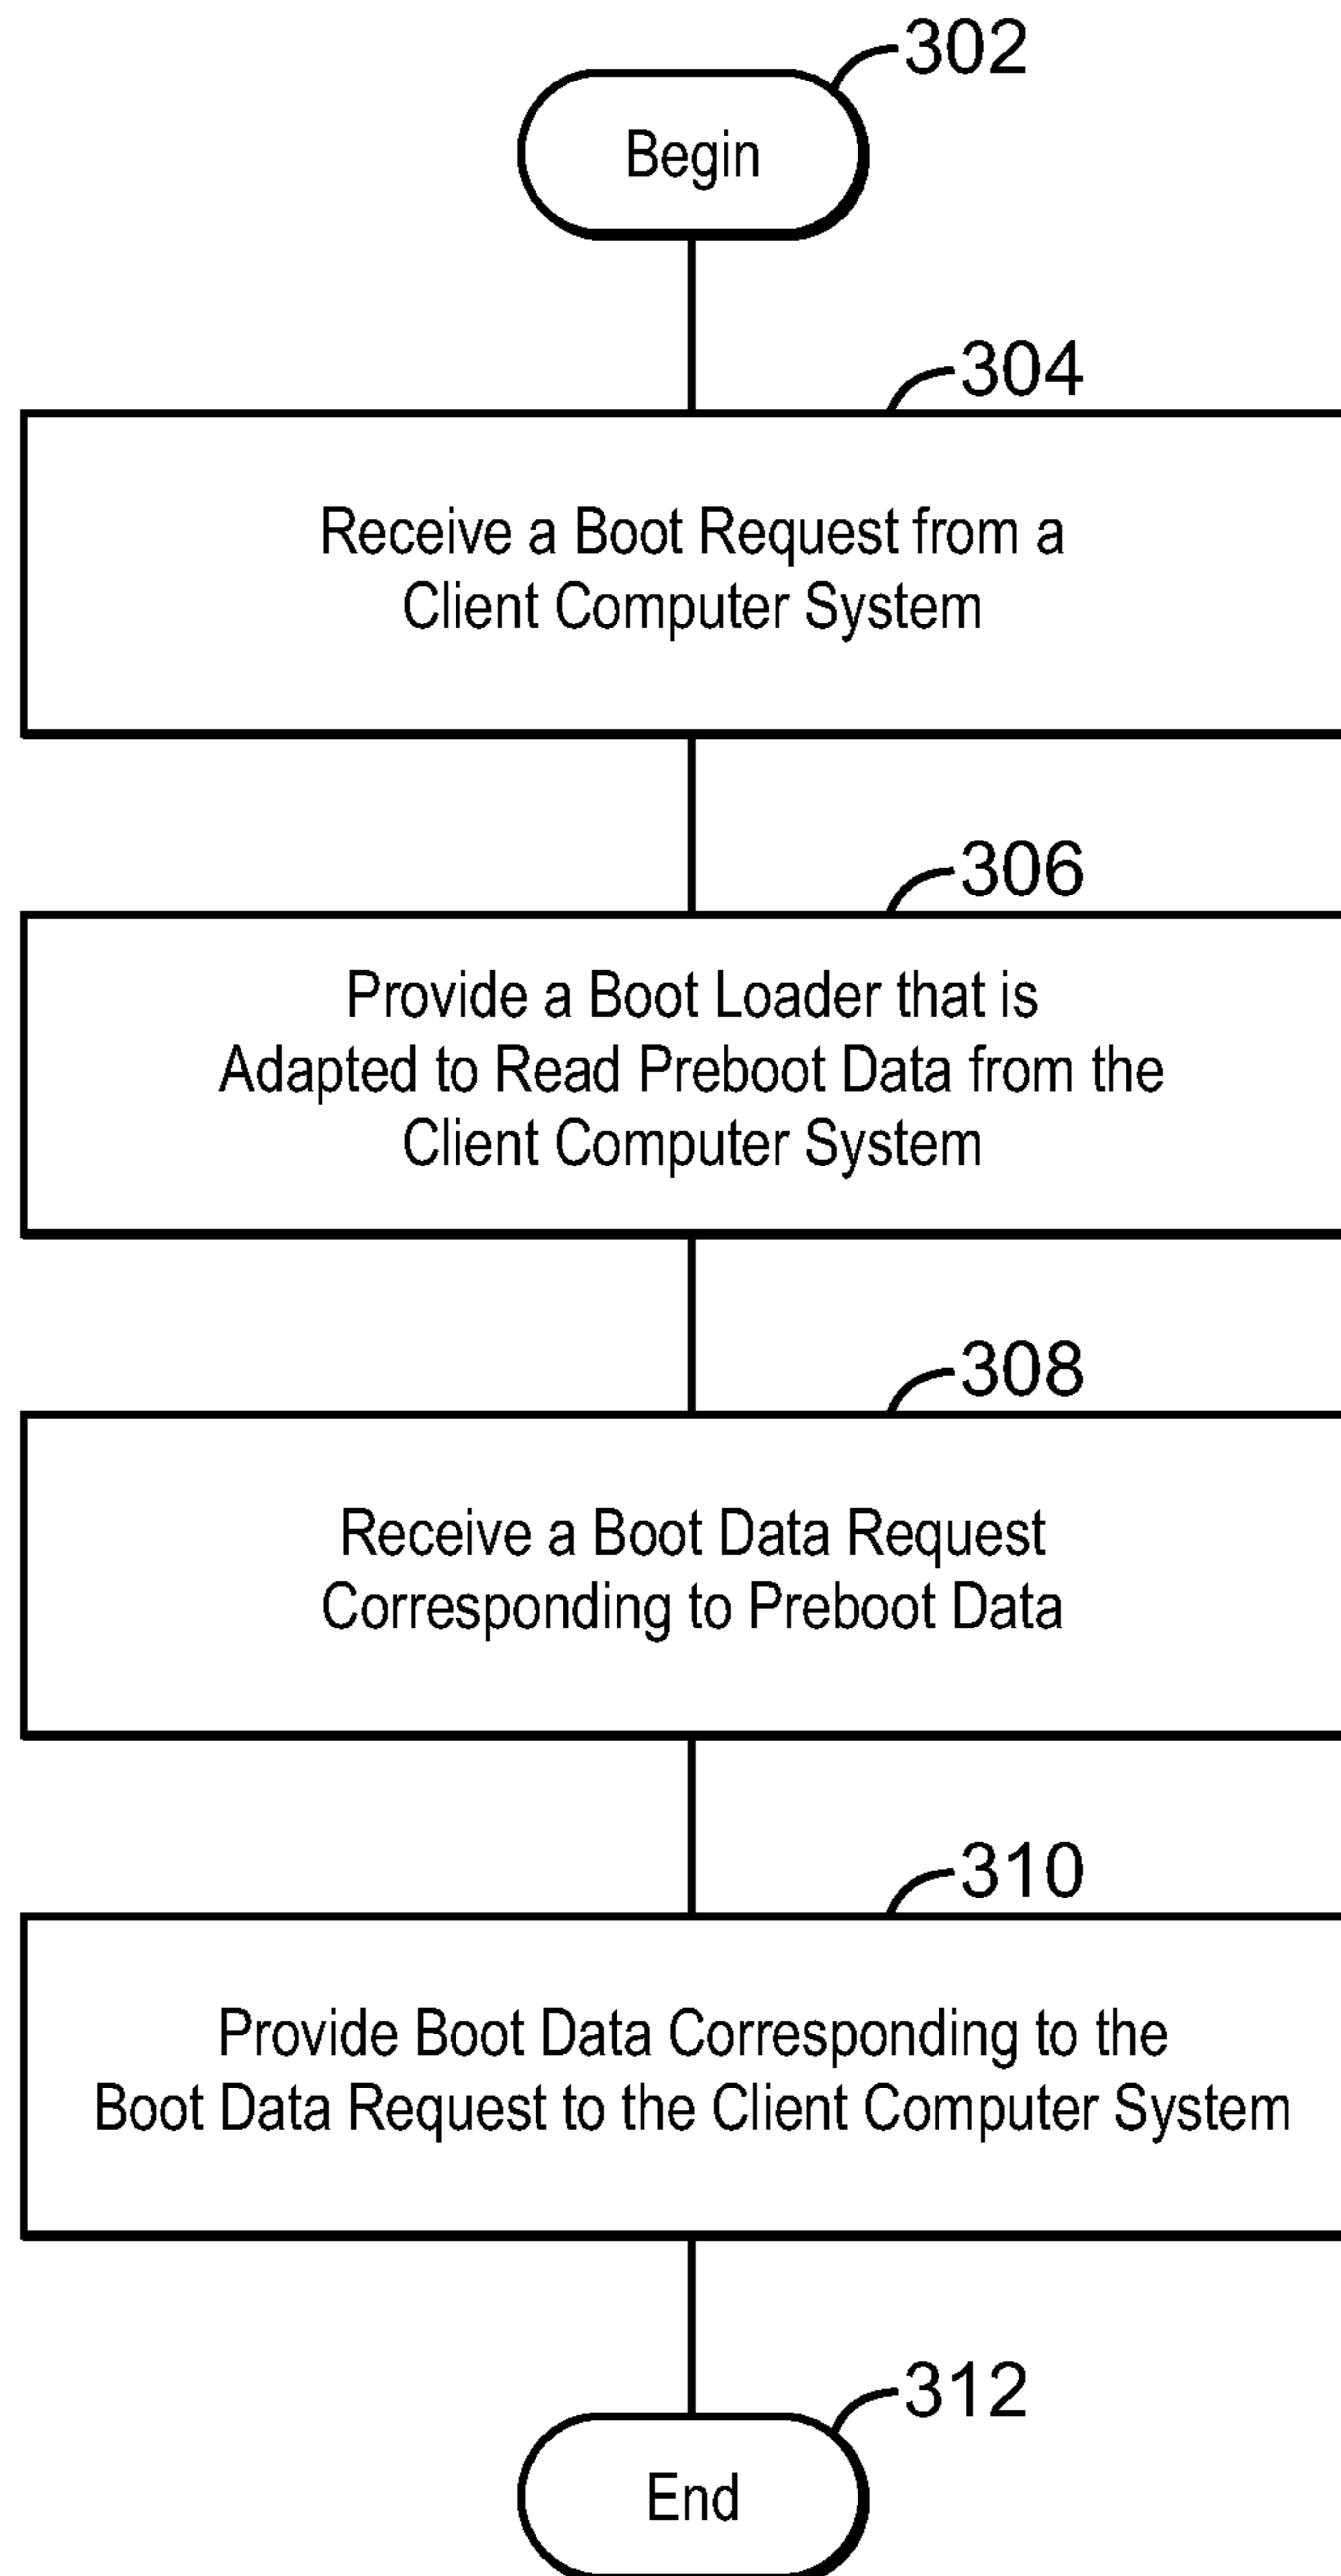 302
Begin
304
Receive a Boot Request from a
Client Computer System
306
Provide a Boot Loader that is
Adapted to Read Preboot Data from the
Client Computer System
308
Receive a Boot Data Request
Corresponding to Preboot Data
310
Provide Boot Data Corresponding to the
Boot Data Request to the Client Computer System
312
End